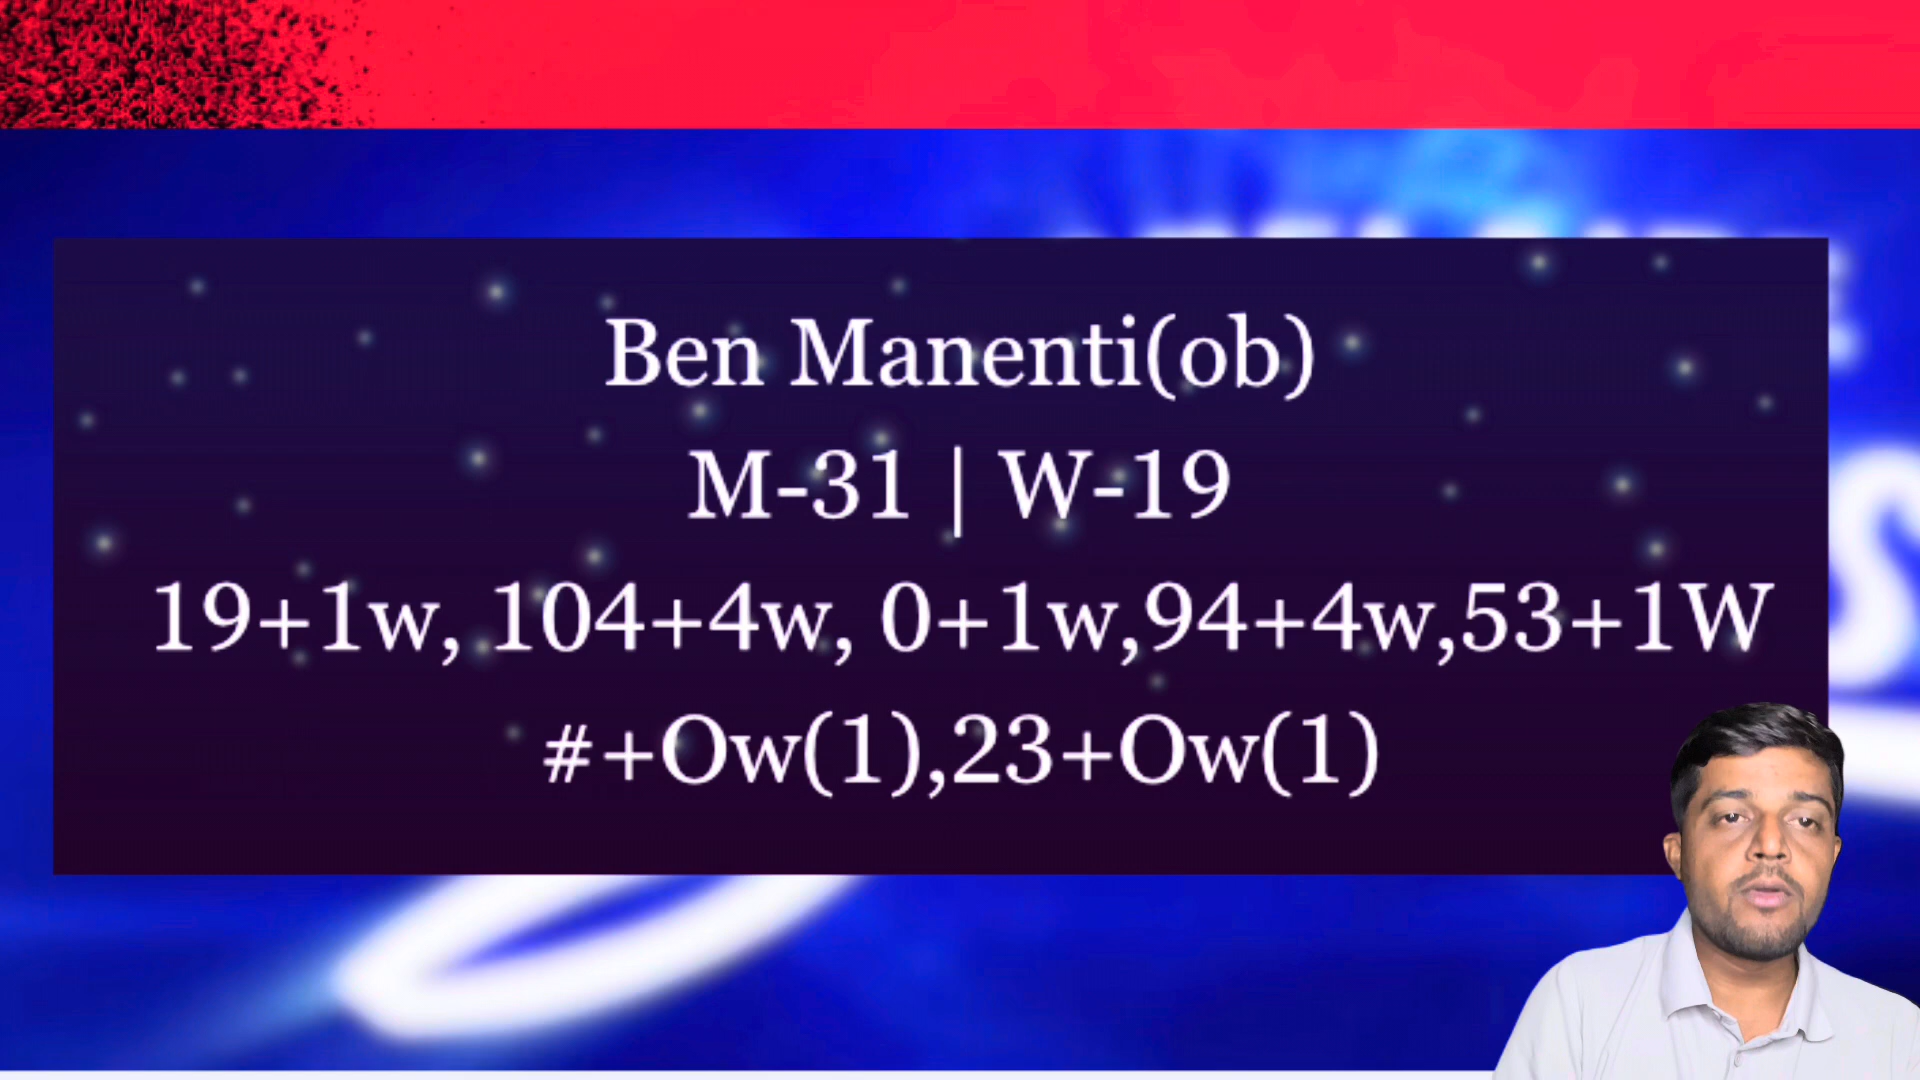 Ben Manenti(ob)
M-31 | W-19
19+1w, 104+4w, 0+1w,94+4w,53+1W
#+Ow(1),23+Ow(1)